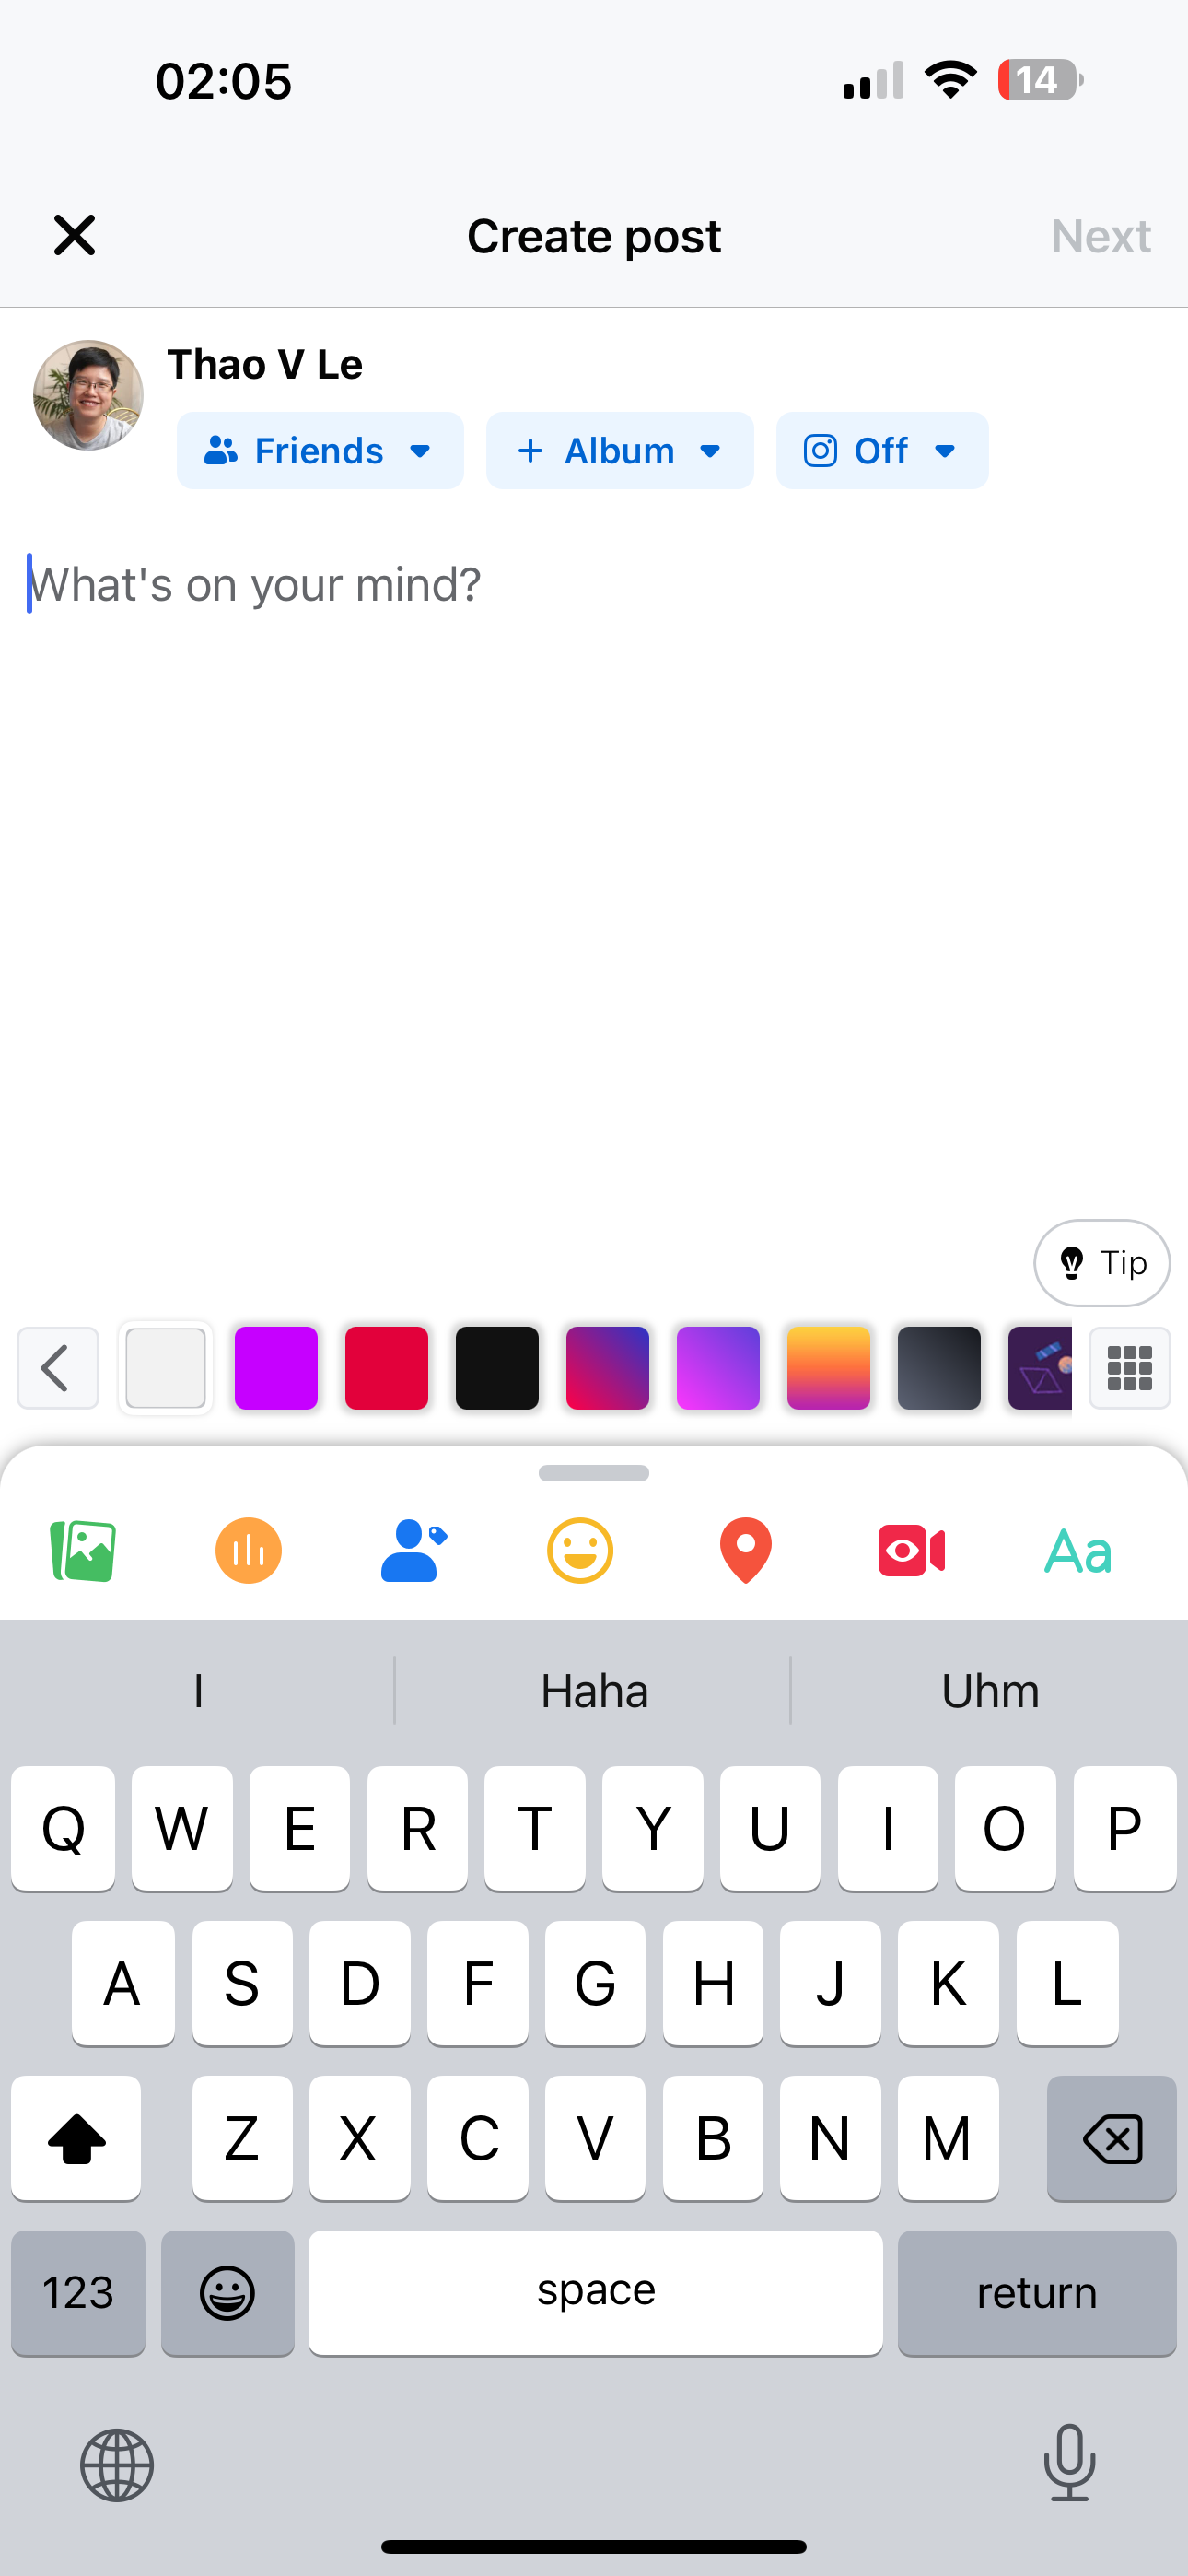 02:05
14
Create post
Next
Thao V Le
Friends
Album
Off
What's on your mind?
Tip
Aa
I
Haha
Uhm
Q W E R T Y U I O P
A S D F G H J K L
Z X C V B N M
123
space
return